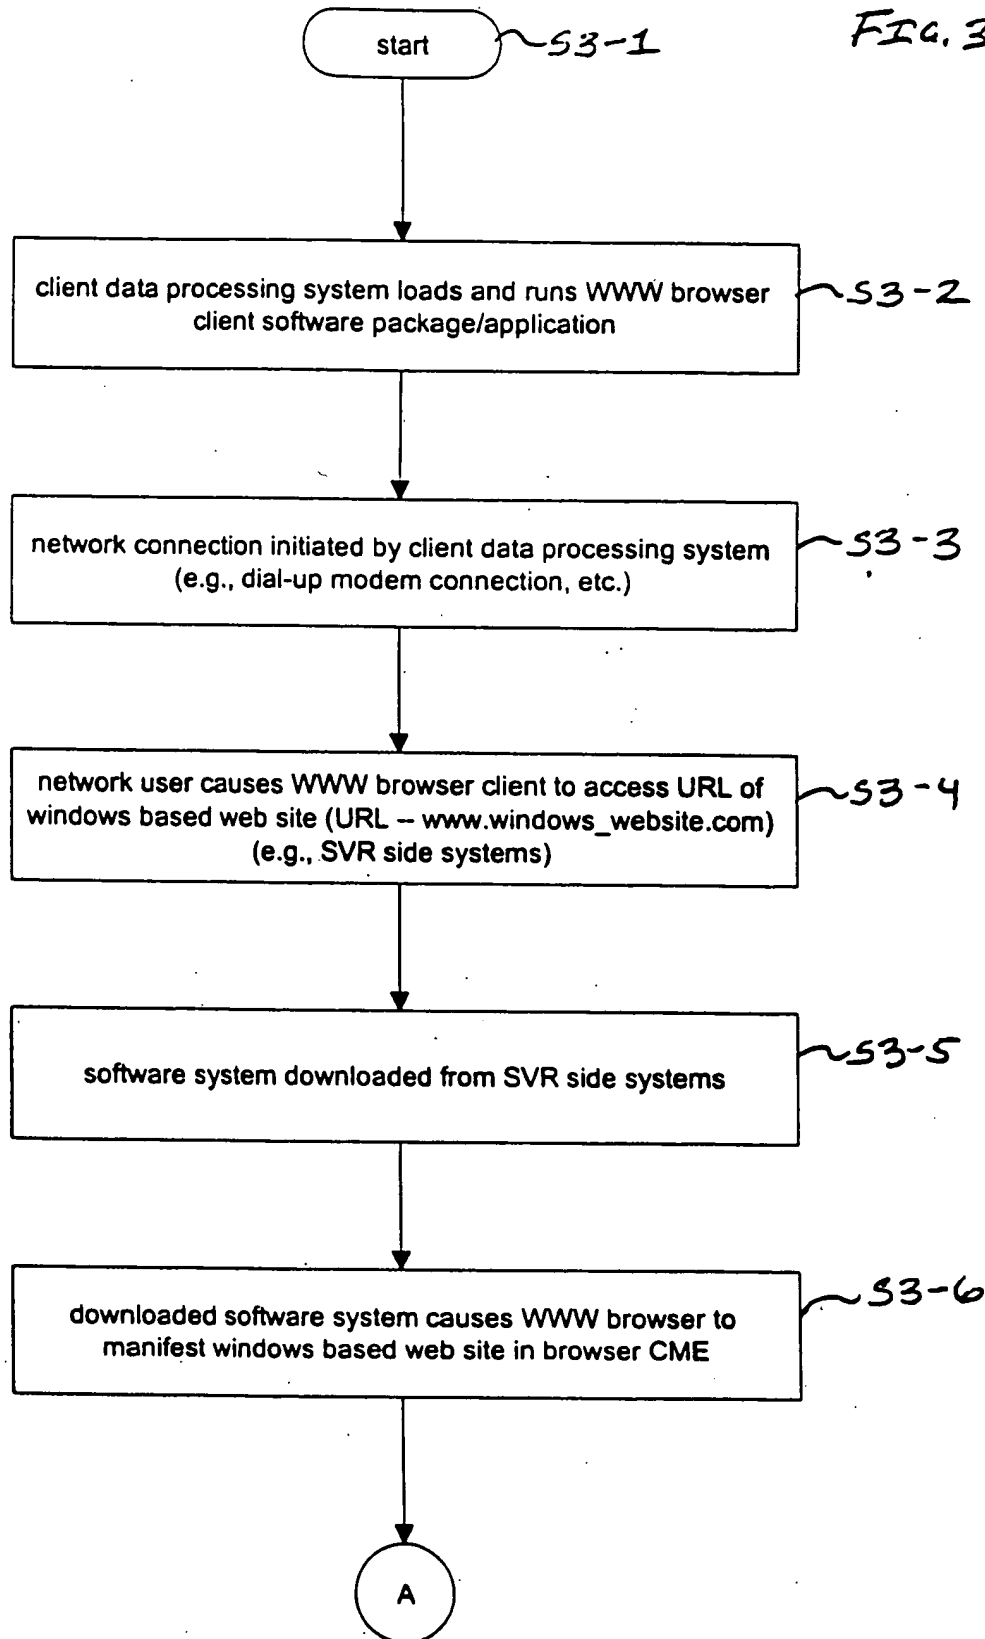 FIG. 3
start
S3-1
client data processing system loads and runs WWW browser
client software package/application
S3-2
network connection initiated by client data processing system
(e.g., dial-up modem connection, etc.)
S3-3
network user causes WWW browser client to access URL of
windows based web site (URL – www.windows_website.com)
(e.g., SVR side systems)
S3-4
software system downloaded from SVR side systems
S3-5
downloaded software system causes WWW browser to
manifest windows based web site in browser CME
S3-6
A